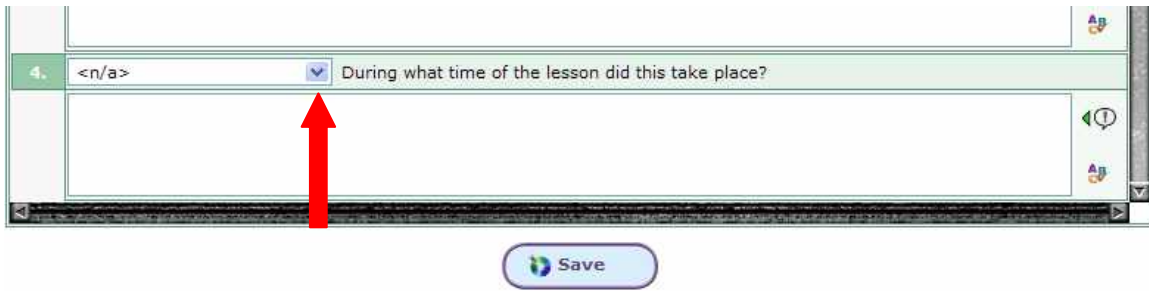 4. <n/a> During what time of the lesson did this take place?
Save